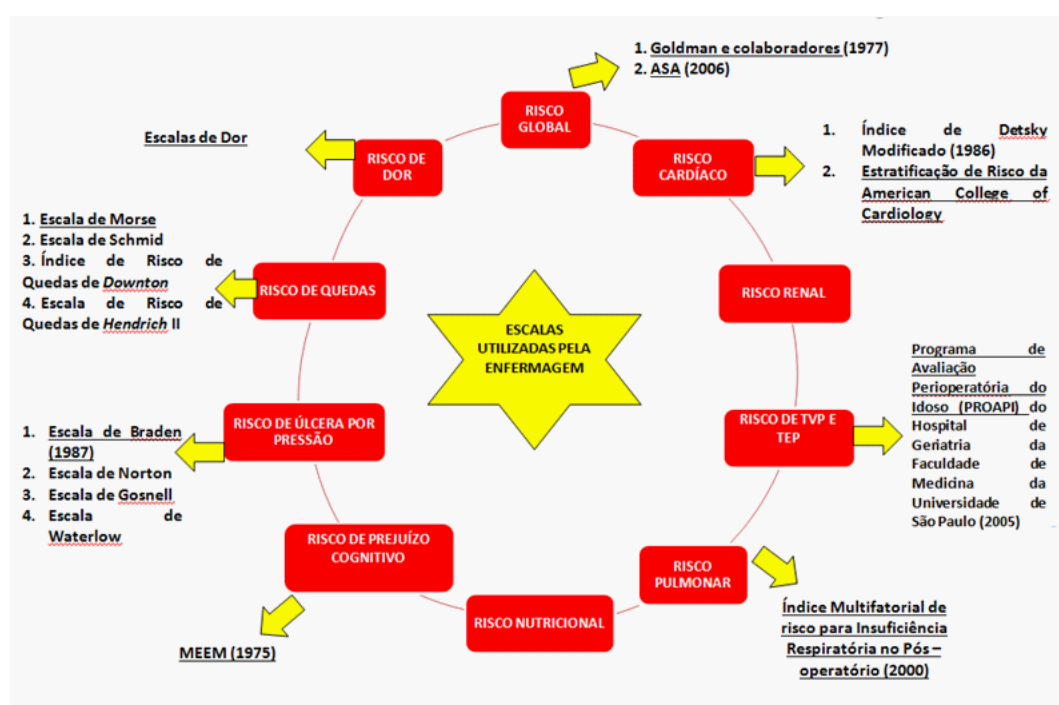 1. Goldman e colaboradores (1977)
2. ASA (2006)
RISCO
GLOBAL
Escalas de Dor
RISCO DE
DOR
RISCO
CARDÍACO
1. Índice de Detsky
Modificado (1986)
2. Estratificação de Risco da
American College of
Cardiology
1. Escala de Morse
2. Escala de Schmid
3. Índice de Risco de
Quedas de Downton
4. Escala de Risco de
Quedas de Hendrich II
RISCO DE QUEDAS
RISCO RENAL
ESCALAS
UTILIZADAS PELA
ENFERMAGEM
Programa de
Avaliação
Perioperatória do
Idoso (PROAPI) do
Hospital de
Geriatria da
Faculdade de
Medicina da
Universidade de
São Paulo (2005)
RISCO DE TVP E
TEP
RISCO DE ÚLCERA POR
PRESSÃO
1. Escala de Braden
(1987)
2. Escala de Norton
3. Escala de Gosnell
4. Escala de
Waterlow
RISCO DE PREJUÍZO
COGNITIVO
RISCO
PULMONAR
RISCO NUTRICIONAL
MEEM (1975)
Índice Multifatorial de
risco para Insuficiência
Respiratória no Pós –
operatório (2000)